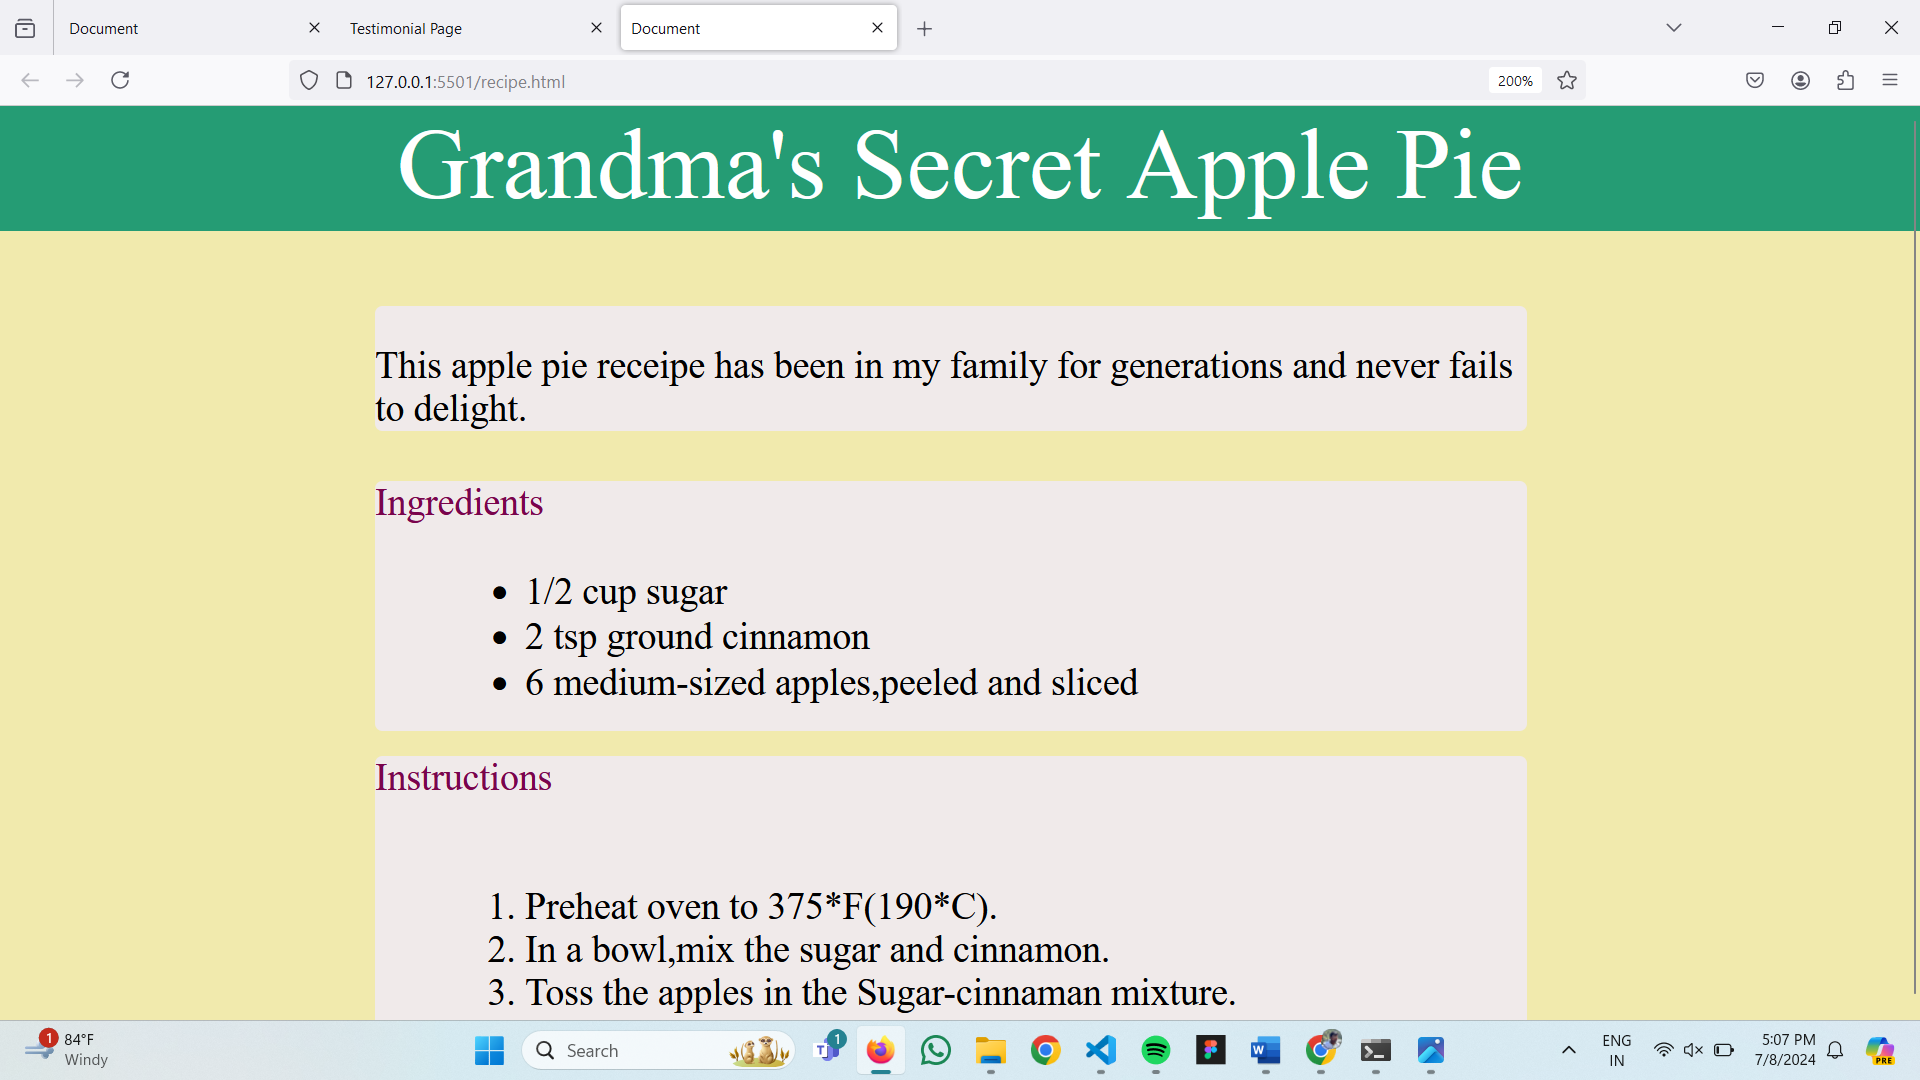 Document
Testimonial Page
Document
127.0.0.1:5501/recipe.html
200%
Grandma's Secret Apple Pie
This apple pie receipe has been in my family for generations and never fails
to delight.
Ingredients
• 1/2 cup sugar
• 2 tsp ground cinnamon
• 6 medium-sized apples,peeled and sliced
Instructions
1. Preheat oven to 375*F(190*C).
2. In a bowl,mix the sugar and cinnamon.
3. Toss the apples in the Sugar-cinnaman mixture.
1
84°F
Windy
Search
T
1
W
ENG
IN
5:07 PM
7/8/2024
PRE